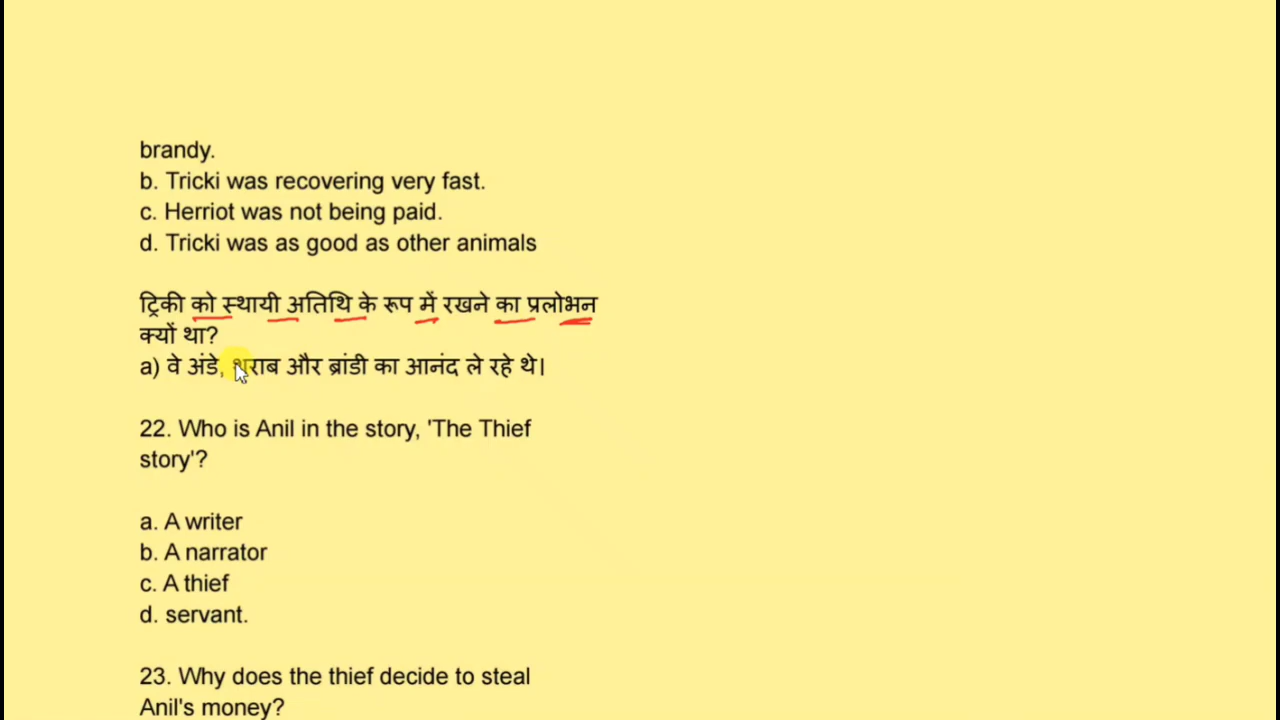 brandy.
b. Tricki was recovering very fast.
c. Herriot was not being paid.
d. Tricki was as good as other animals
ट्रिकी को स्थायी अतिथि के रूप में रखने का प्रलोभन
क्यों था?
a) वे अंडे, शराब और ब्रांडी का आनंद ले रहे थे।
22. Who is Anil in the story, 'The Thief
story'?
a. A writer
b. A narrator
c. A thief
d. servant.
23. Why does the thief decide to steal
Anil's money?